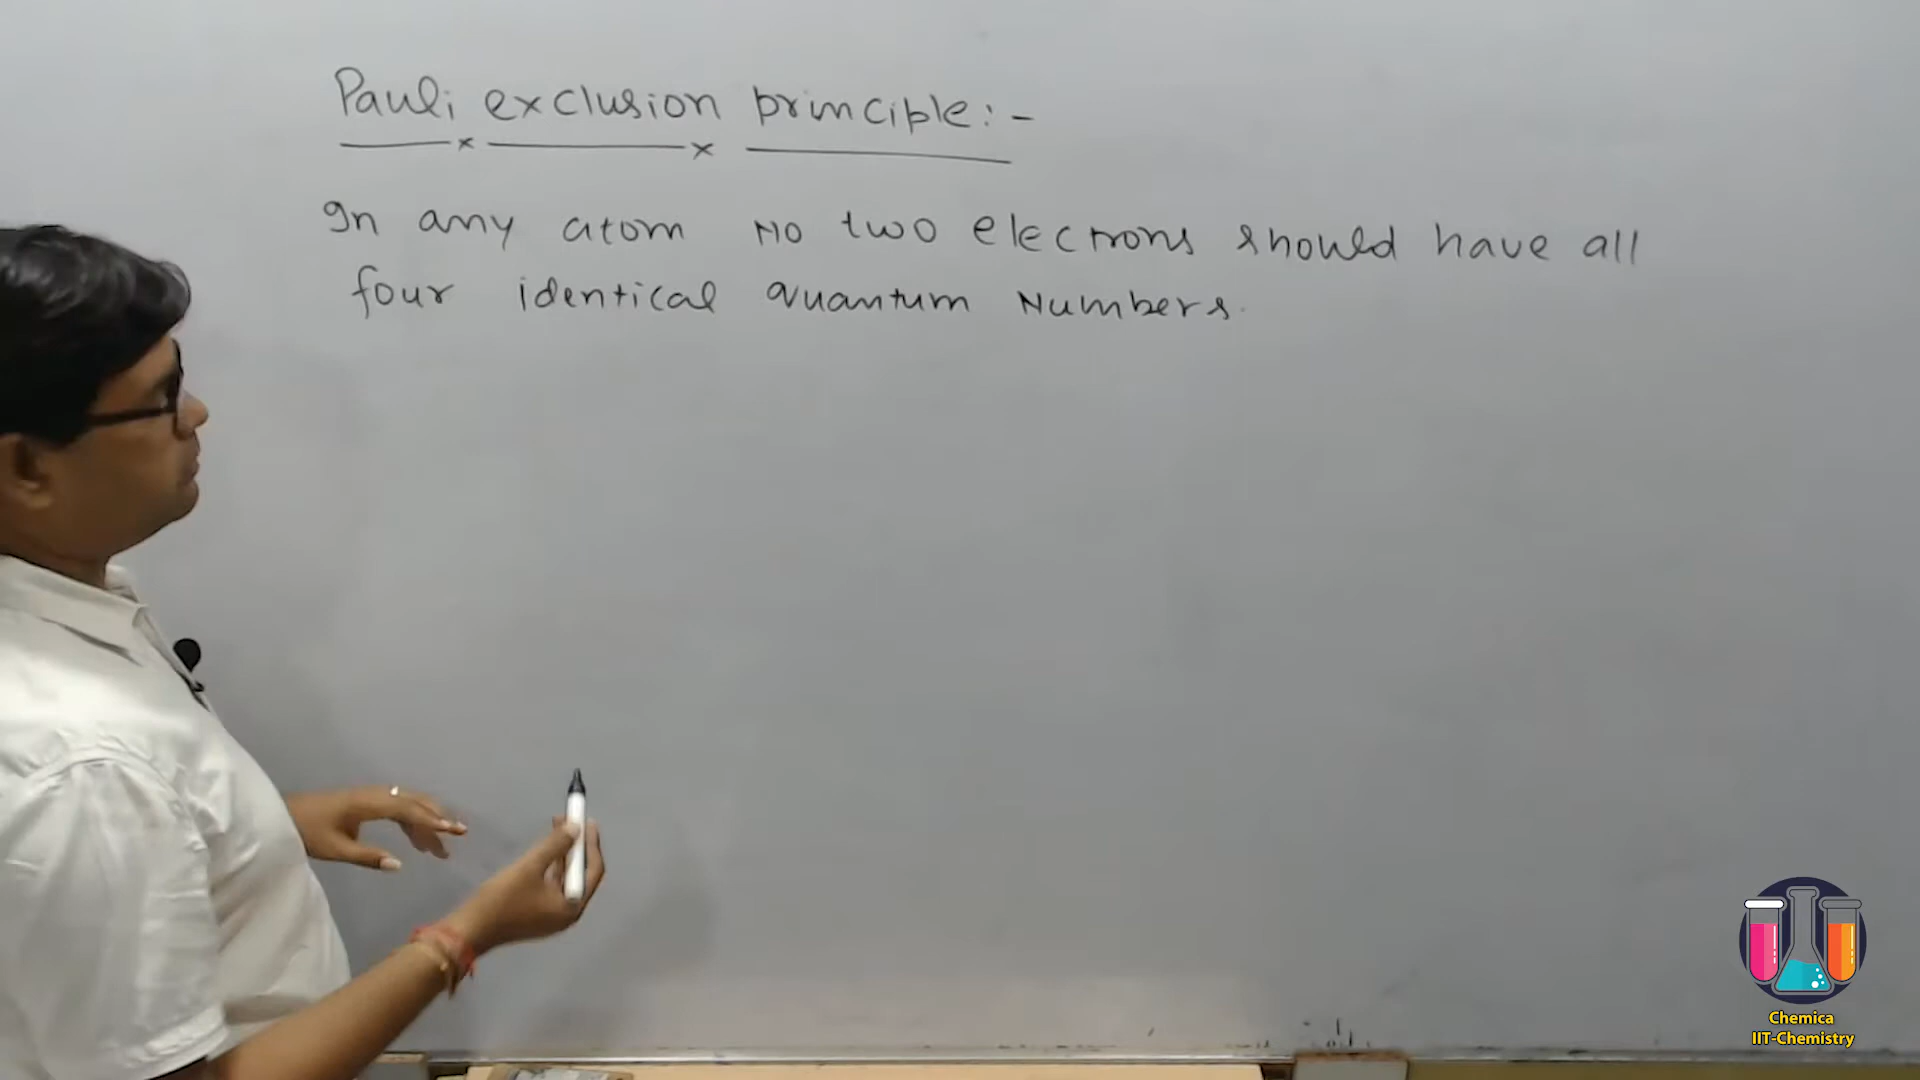 Pauli exclusion principle:-
In any atom No two electrons should have all
four identical quantum Numbers.
Chemica
IIT-Chemistry